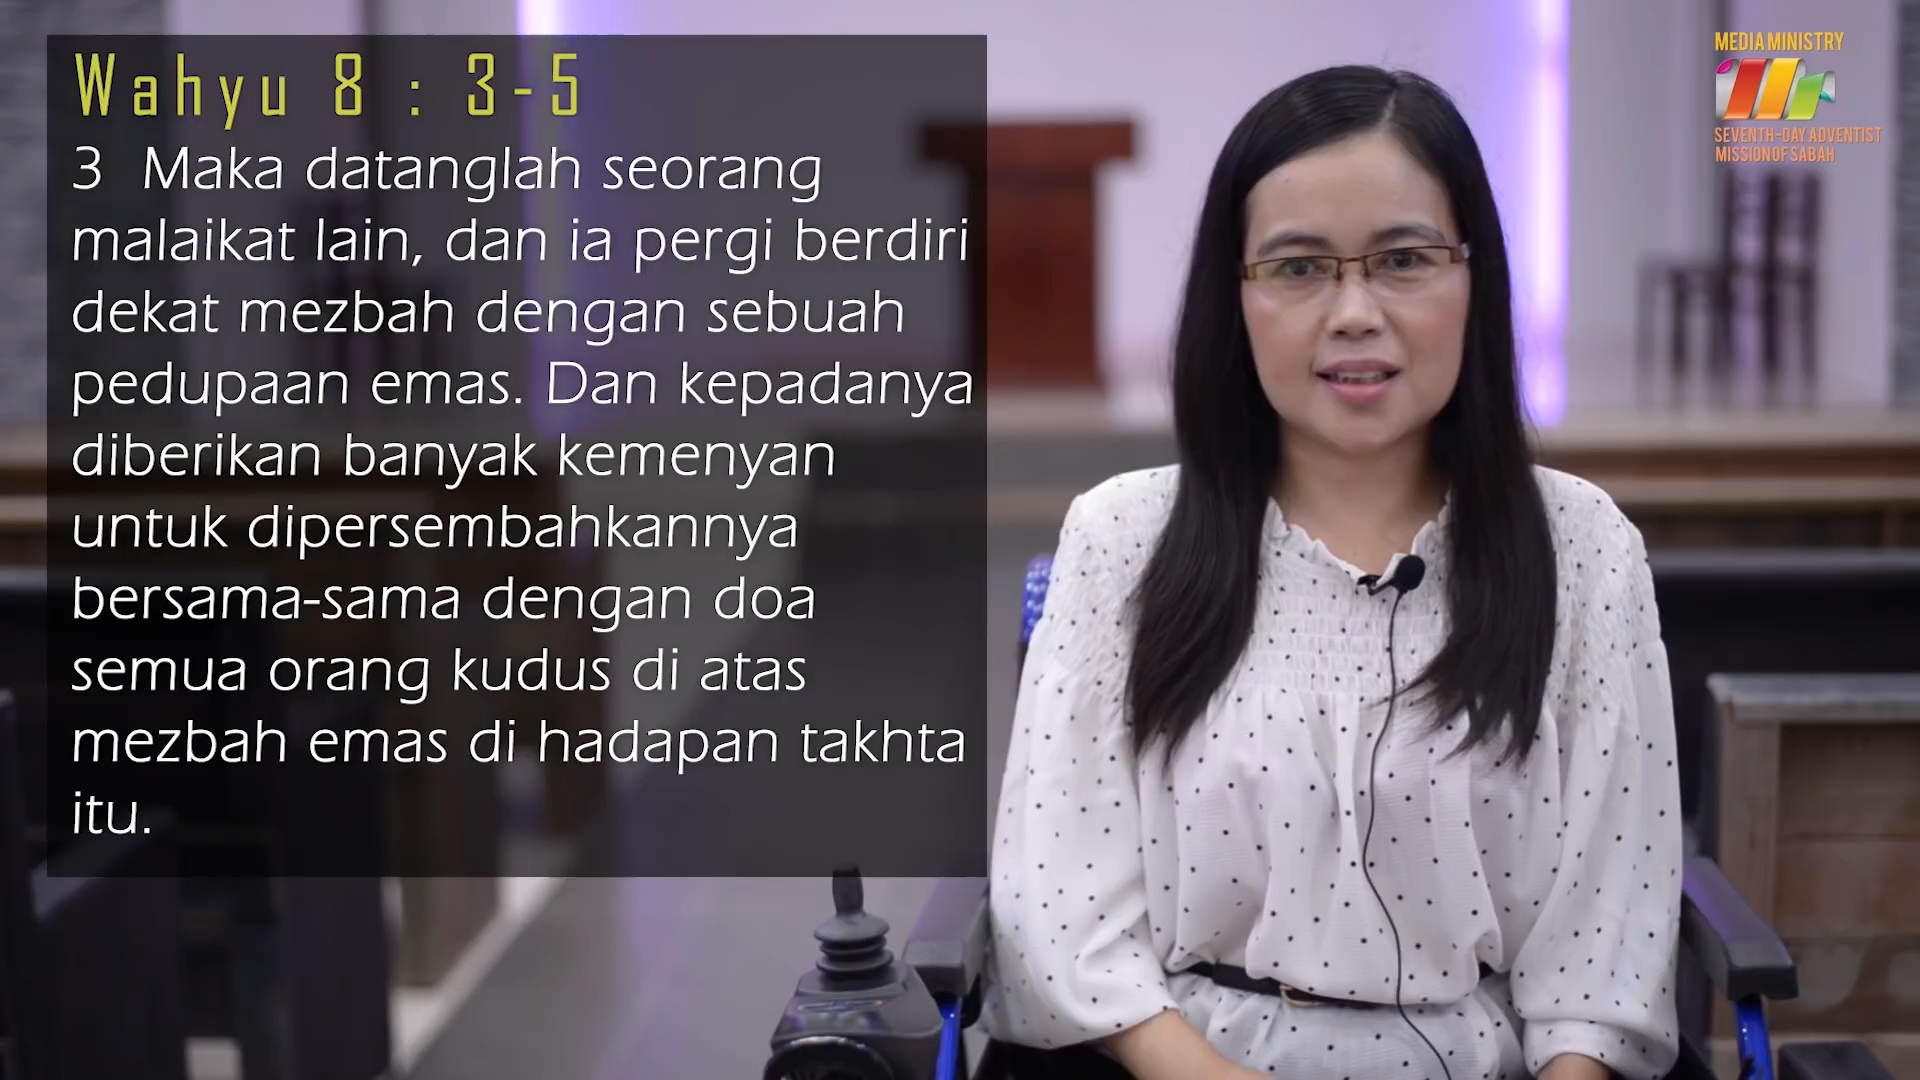 Wahyu 8 : 3-5
3 Maka datanglah seorang
malaikat lain, dan ia pergi berdiri
dekat mezbah dengan sebuah
pedupaan emas. Dan kepadanya
diberikan banyak kemenyan
untuk dipersembahkannya
bersama-sama dengan doa
semua orang kudus di atas
mezbah emas di hadapan takhta
itu.
MEDIA MINISTRY
SEVENTH-DAY ADVENTIST
MISSION OF SABAH